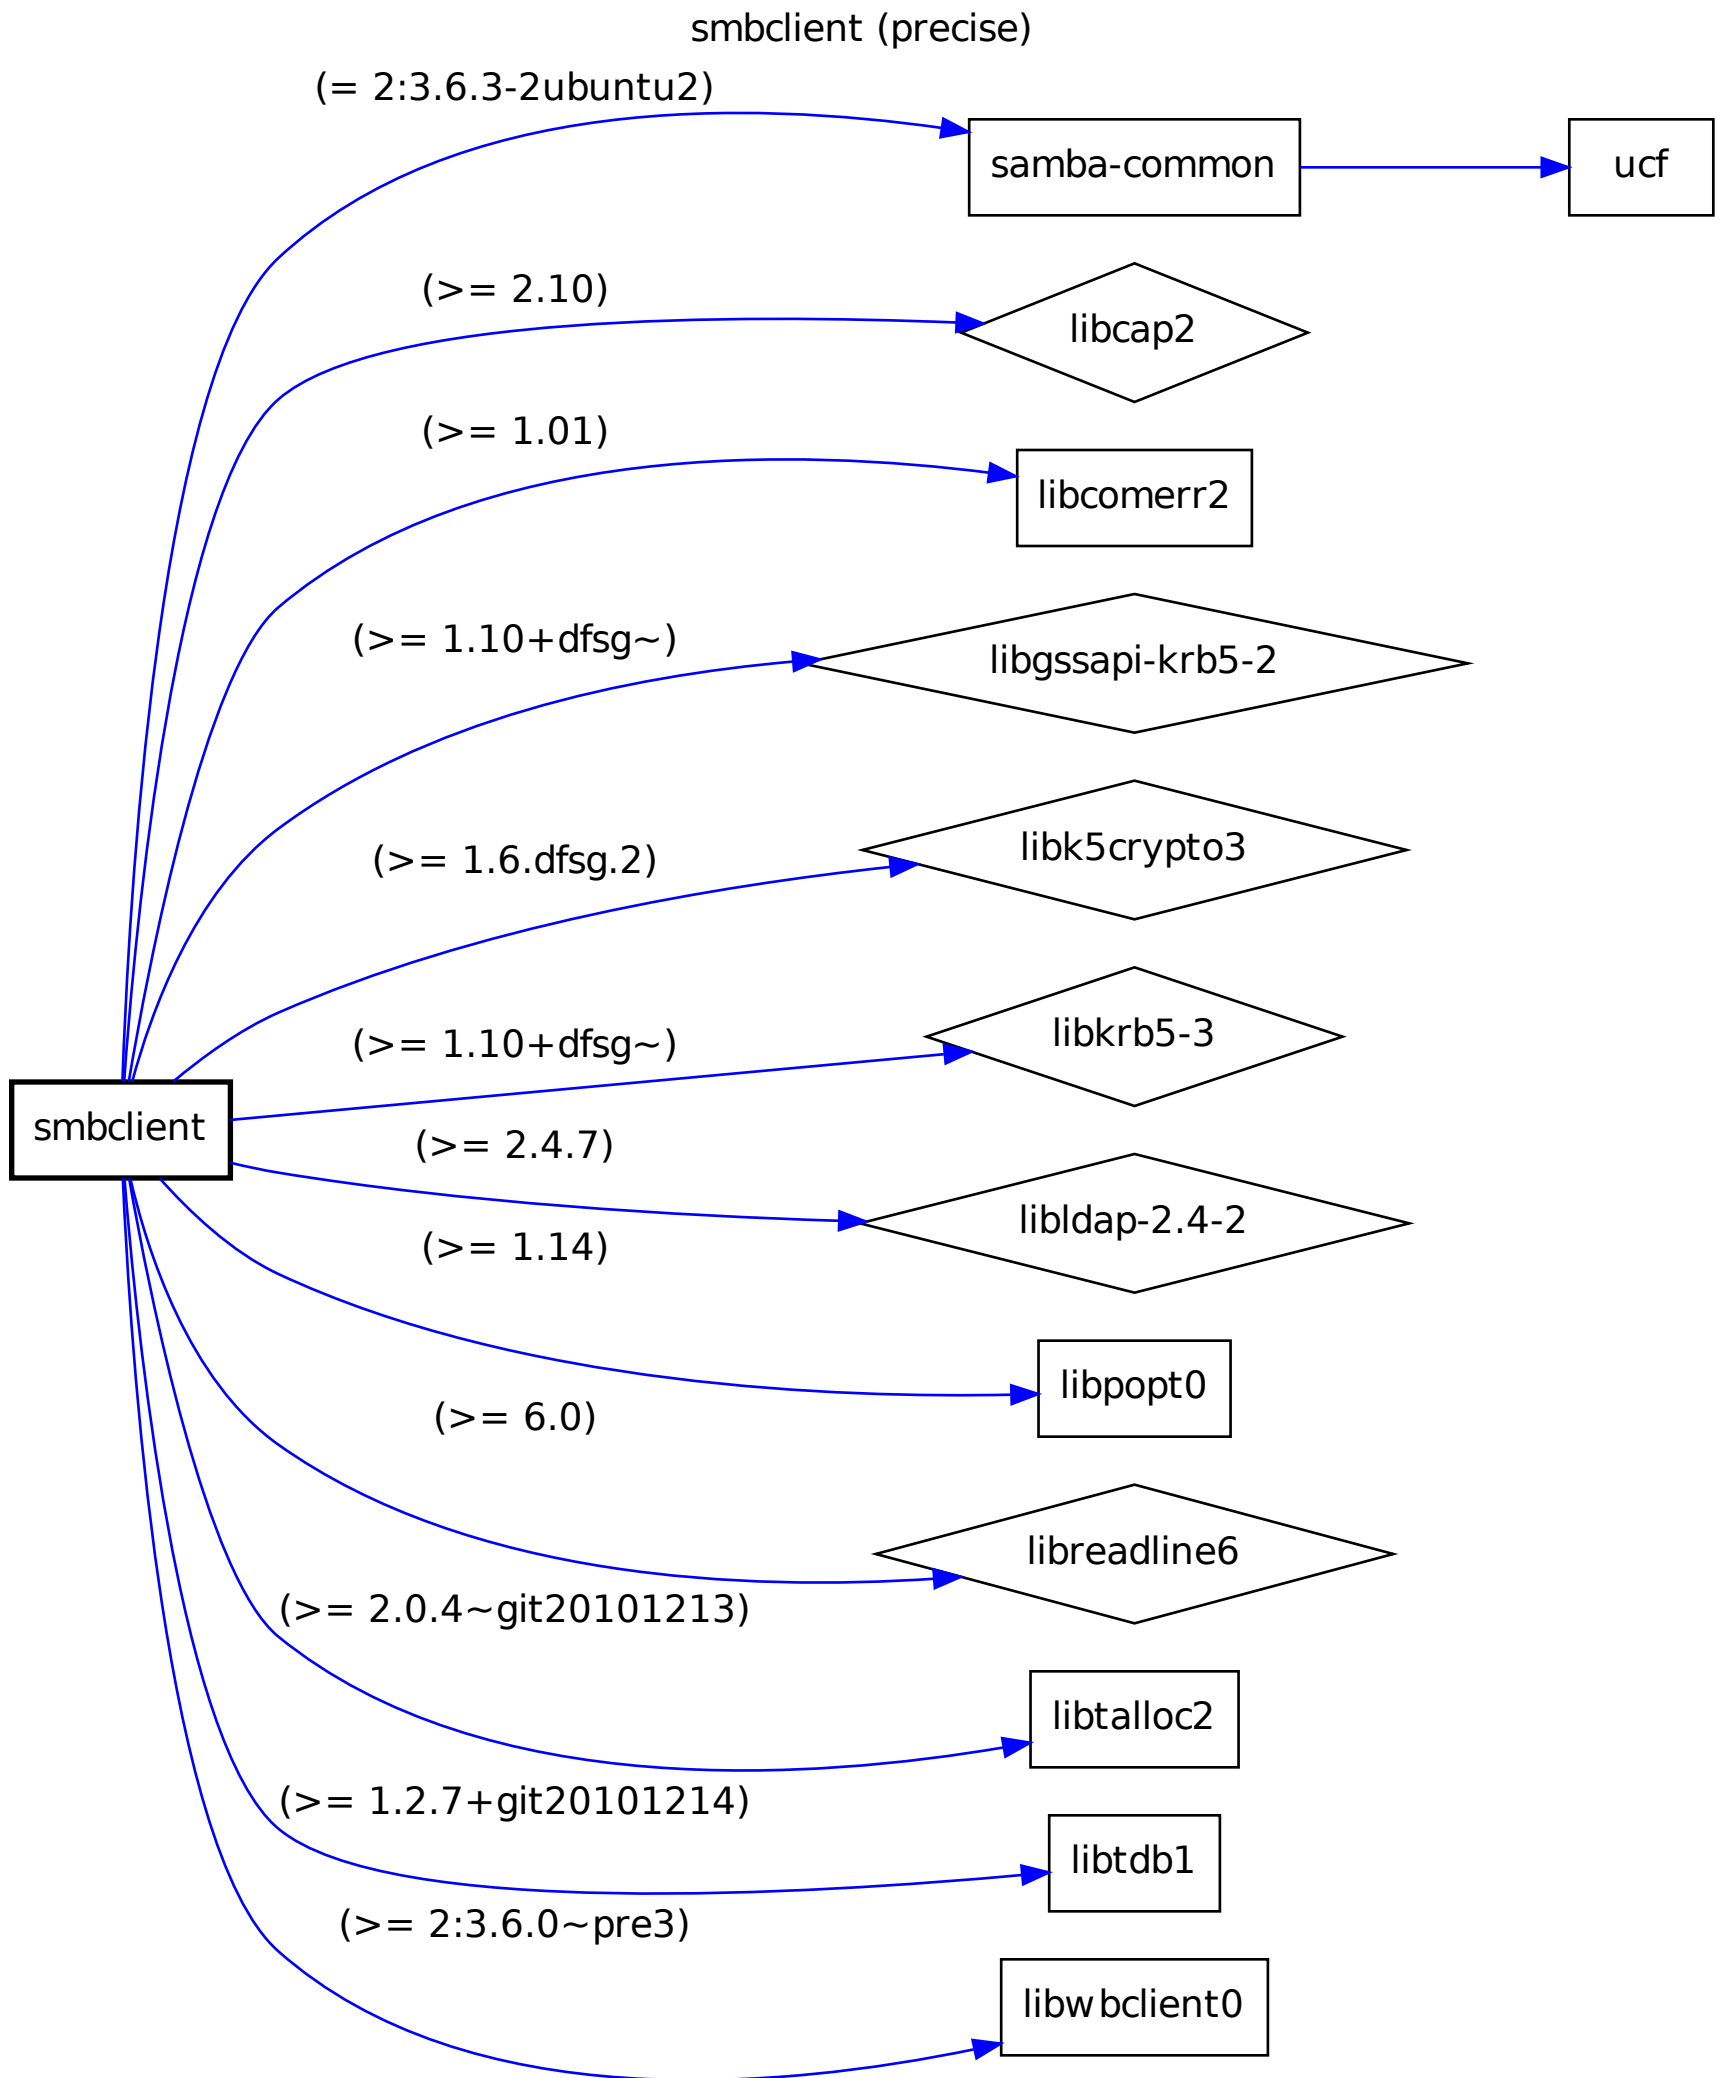 smbclient (precise)
(= 2:3.6.3-2ubuntu2)
samba-common
ucf
(>= 2.10)
libcap2
(>= 1.01)
libcomerr2
(>= 1.10+dfsg~)
libgssapi-krb5-2
(>= 1.6.dfsg.2)
libk5crypto3
(>= 1.10+dfsg~)
libkrb5-3
smbclient
(>= 2.4.7)
libldap-2.4-2
(>= 1.14)
libpopt0
(>= 6.0)
libreadline6
(>= 2.0.4~git20101213)
libtalloc2
(>= 1.2.7+git20101214)
libtdb1
(>= 2:3.6.0~pre3)
libwbclient0